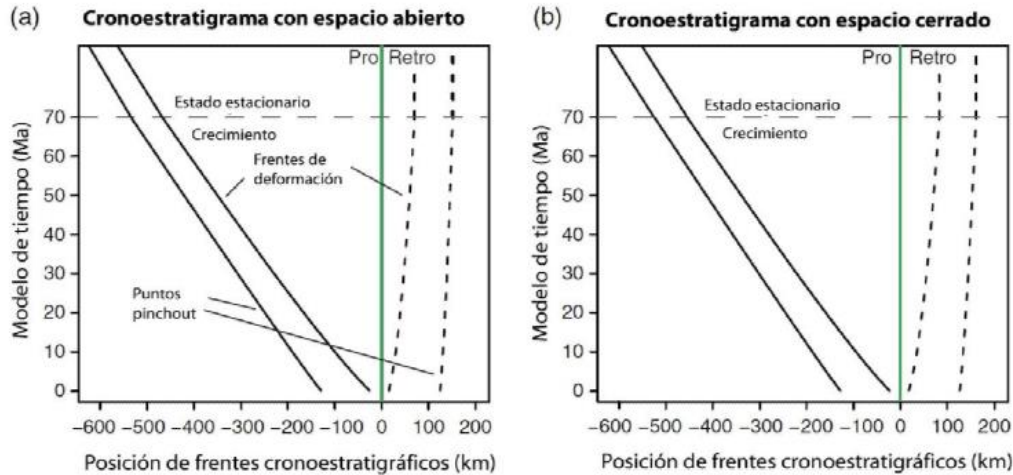 (a)
Cronoestratigrama con espacio abierto
Pro Retro
Estado estacionario
Crecimiento
Frentes de
deformación
Puntos
pinchout
Modelo de tiempo (Ma)
70
60
50
40
30
20
10
0
−600 −500 −400 −300 −200 −100 0 100 200
Posición de frentes cronoestratigráficos (km)
(b)
Cronoestratigrama con espacio cerrado
Pro Retro
Estado estacionario
Crecimiento
Modelo de tiempo (Ma)
70
60
50
40
30
20
10
0
−600 −500 −400 −300 −200 −100 0 100 200
Posición de frentes cronoestratigráficos (km)